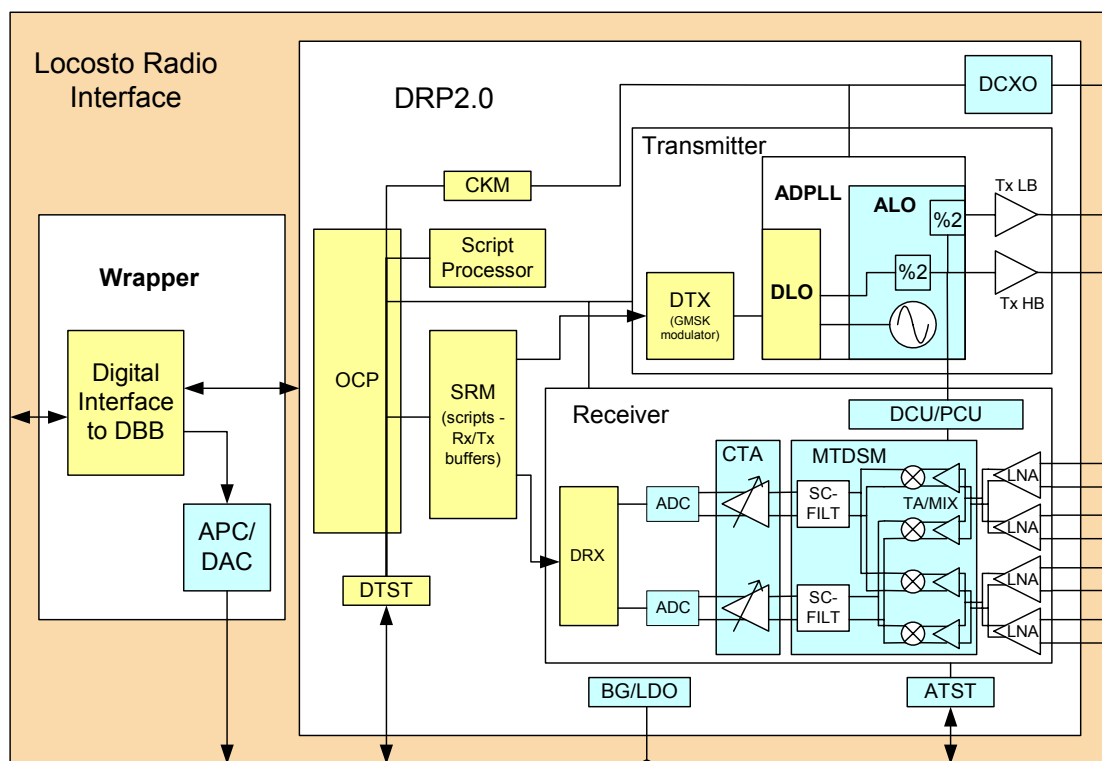 Locosto Radio
Interface
DRP2.0
DCXO
Transmitter
CKM
ADPLL
ALO
Tx LB
%2
Script
Processor
Wrapper
%2
DLO
DTX
(GMSK
modulator)
Tx HB
Digital
Interface
to DBB
OCP
SRM
(scripts -
Rx/Tx
buffers)
Receiver
DCU/PCU
CTA
MTDSM
LNA
ADC
SC-
FILT
TA/MIX
LNA
APC/
DAC
DRX
DTST
LNA
ADC
SC-
FILT
LNA
BG/LDO
ATST